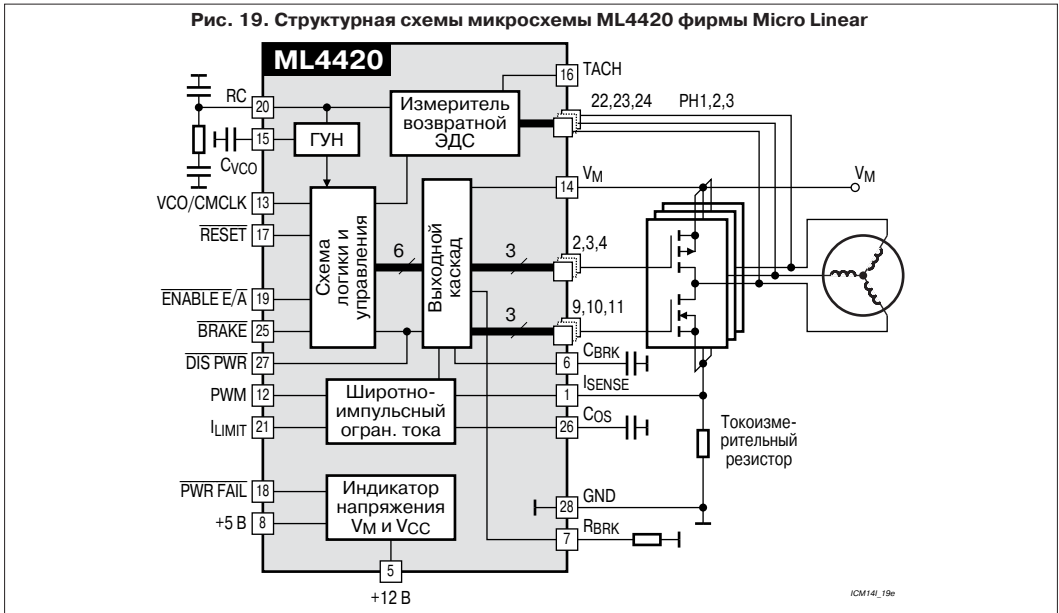 Рис. 19. Структурная схемы микросхемы ML4420 фирмы Micro Linear
ML4420
16 TACH
22,23,24 PH1,2,3
RC 20
Измеритель
возвратной
ЭДС
15
CVCO
ГУН
14 VM
VM
VCO/CMCLK 13
RESET 17
ENABLE E/A 19
BRAKE 25
DIS PWR 27
Схема
логики и
управления
6
Выходной
каскад
3
2,3,4
3
9,10,11
6 CBRK
PWM 12
ILIMIT 21
Широтно-
импульсный
огран. тока
1 ISENSE
26 COS
Токоизме-
рительный
резистор
PWR FAIL 18
+5 В 8
Индикатор
напряжения
VM и VCC
28 GND
7 RBRK
5
+12 В
ICM14I_19e